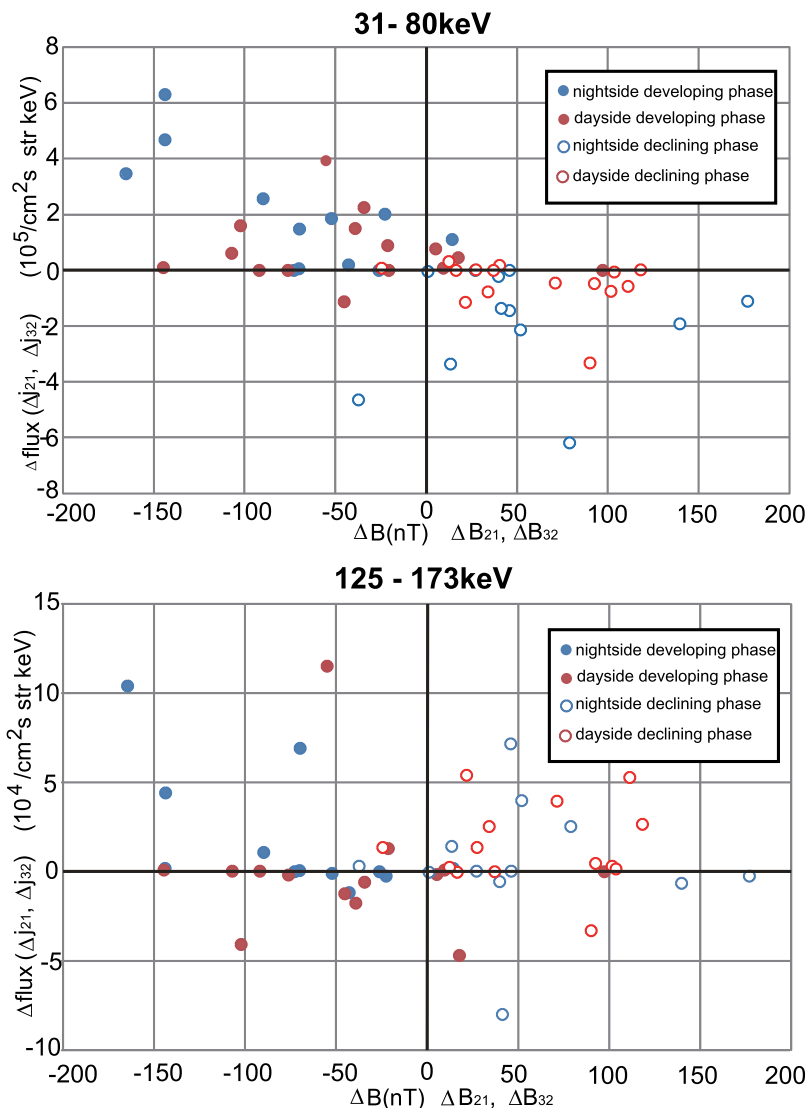 31- 80keV
8
6
4
2
0
-2
-4
-6
-8
Δflux (Δj21, Δj32) (10⁵/cm²s str keV)
nightside developing phase
dayside developing phase
nightside declining phase
dayside declining phase
-200 -150 -100 -50 0 50 100 150 200
ΔB(nT) ΔB21, ΔB32
125 - 173keV
15
10
5
0
-5
-10
Δflux (Δj21, Δj32) (10⁴/cm²s str keV)
nightside developing phase
dayside developing phase
nightside declining phase
dayside declining phase
-200 -150 -100 -50 0 50 100 150 200
ΔB(nT) ΔB21, ΔB32